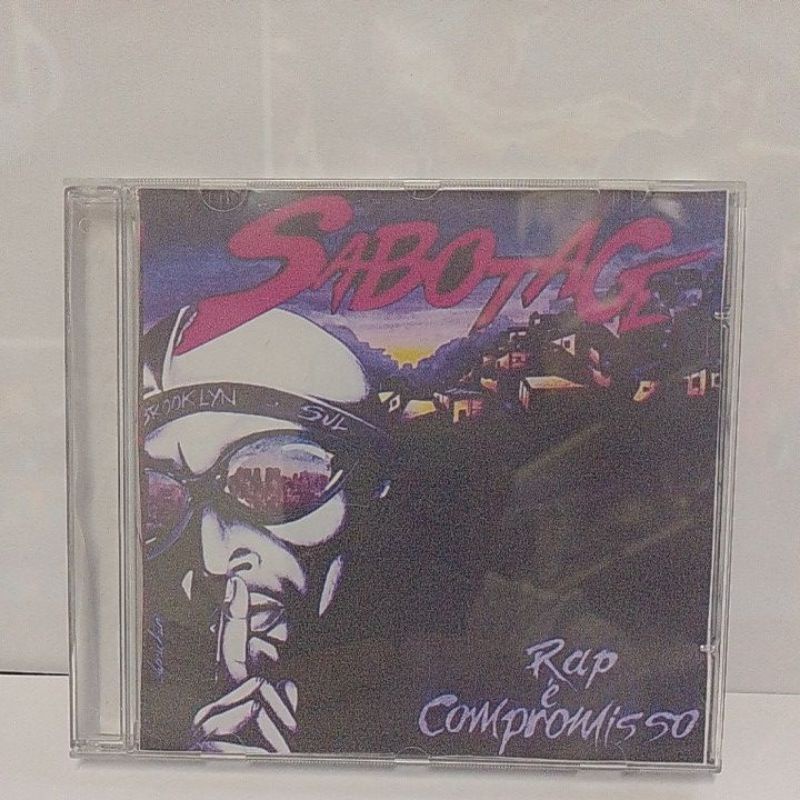 SABOTAGE
BROOKLYN SUL
Rap
é
Compromisso